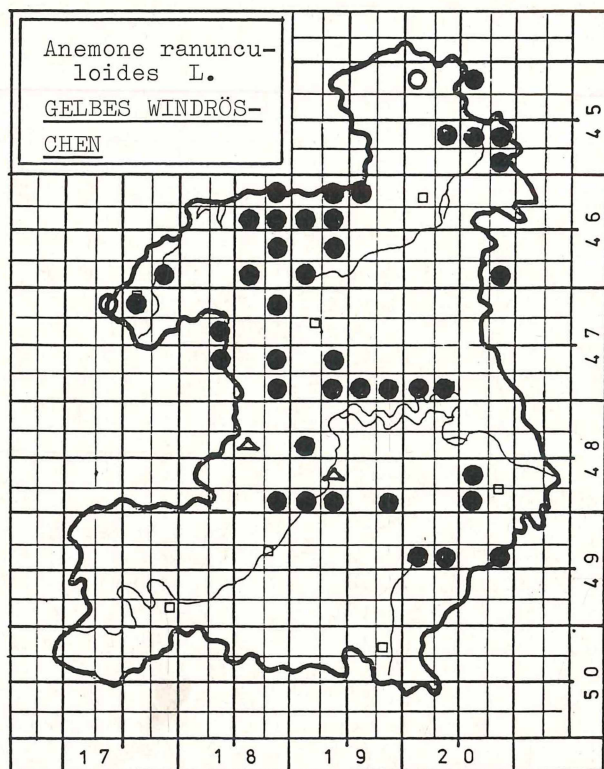 Anemone ranuncu-
loides L.
GELBES WINDRÖS-
CHEN
45
46
47
48
49
50
17
18
19
20